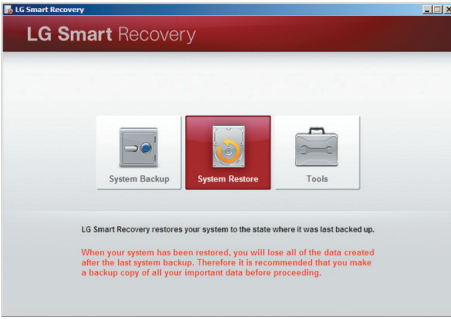 LG Smart Recovery
LG Smart Recovery
System Backup
System Restore
Tools
LG Smart Recovery restores your system to the state where it was last backed up.
When your system has been restored, you will lose all of the data created
after the last system backup. Therefore it is recommended that you make
a backup copy of all your important data before proceeding.